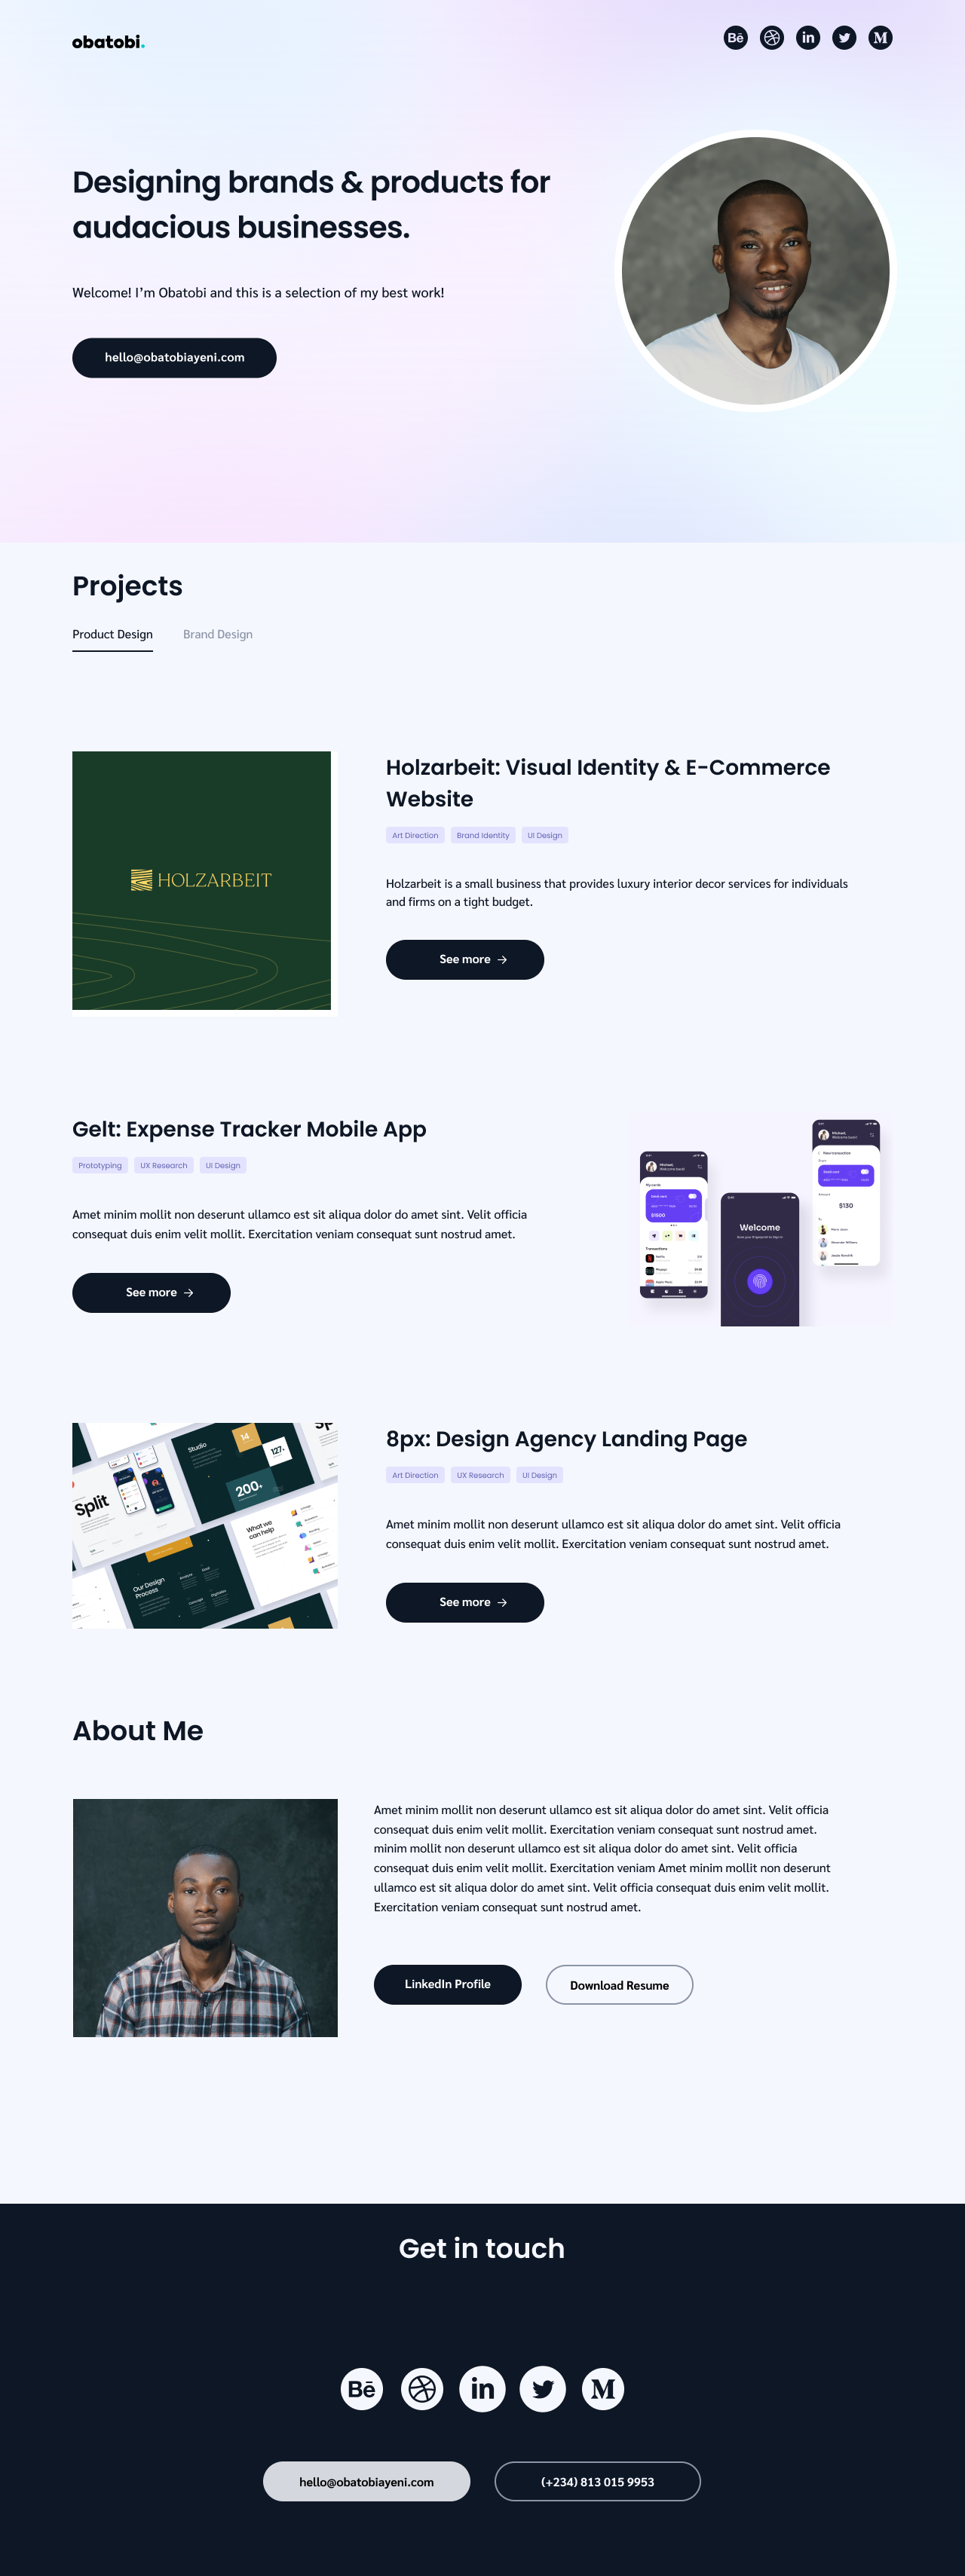 obatobi.
Bē
in
M
Designing brands & products for
audacious businesses.
Welcome! I’m Obatobi and this is a selection of my best work!
hello@obatobiayeni.com
Projects
Product Design
Brand Design
HOLZARBEIT
Holzarbeit: Visual Identity & E-Commerce
Website
Art Direction
Brand Identity
UI Design
Holzarbeit is a small business that provides luxury interior decor services for individuals
and firms on a tight budget.
See more →
Gelt: Expense Tracker Mobile App
Prototyping
UX Research
UI Design
Amet minim mollit non deserunt ullamco est sit aliqua dolor do amet sint. Velit officia
consequat duis enim velit mollit. Exercitation veniam consequat sunt nostrud amet.
See more →
My cards
$1500
Transactions
Welcome
New transaction
$130
Split
Studio
14
127+
200+
What we
can help
Our Design
Process
8px: Design Agency Landing Page
Art Direction
UX Research
UI Design
Amet minim mollit non deserunt ullamco est sit aliqua dolor do amet sint. Velit officia
consequat duis enim velit mollit. Exercitation veniam consequat sunt nostrud amet.
See more →
About Me
Amet minim mollit non deserunt ullamco est sit aliqua dolor do amet sint. Velit officia
consequat duis enim velit mollit. Exercitation veniam consequat sunt nostrud amet.
minim mollit non deserunt ullamco est sit aliqua dolor do amet sint. Velit officia
consequat duis enim velit mollit. Exercitation veniam Amet minim mollit non deserunt
ullamco est sit aliqua dolor do amet sint. Velit officia consequat duis enim velit mollit.
Exercitation veniam consequat sunt nostrud amet.
LinkedIn Profile
Download Resume
Get in touch
Bē
in
M
hello@obatobiayeni.com
(+234) 813 015 9953